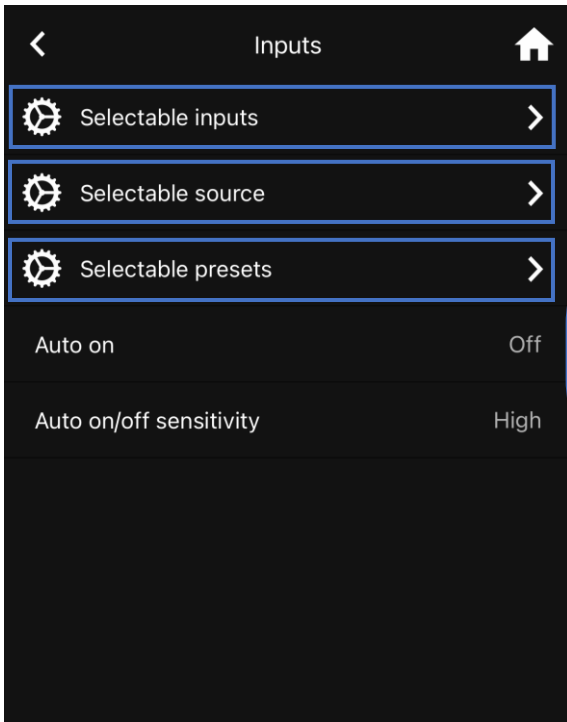 Inputs
Selectable inputs
Selectable source
Selectable presets
Auto on Off
Auto on/off sensitivity High